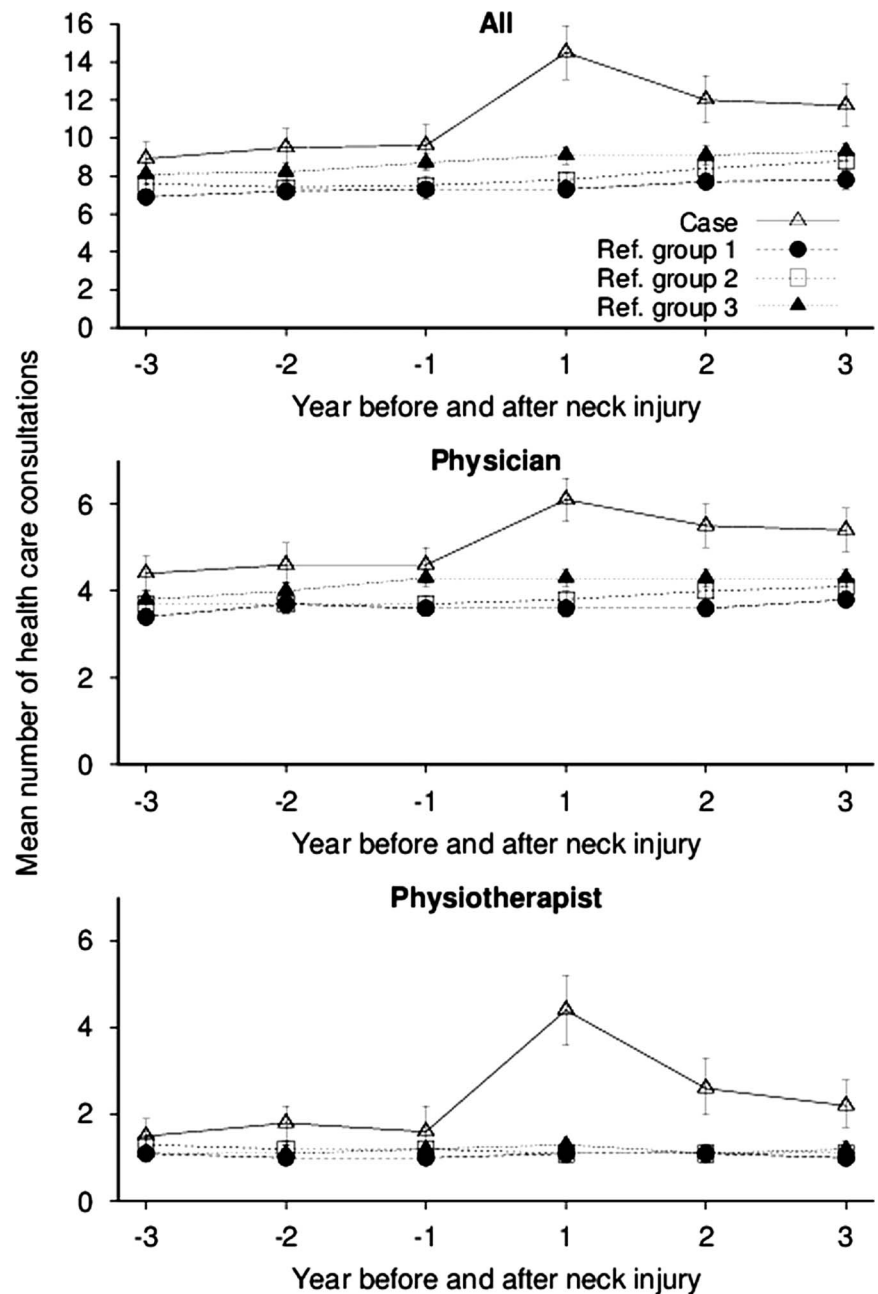 Mean number of health care consultations
All
16
14
12
10
8
6
4
2
0
Case
Ref. group 1
Ref. group 2
Ref. group 3
-3 -2 -1 1 2 3
Year before and after neck injury
Physician
6
4
2
0
-3 -2 -1 1 2 3
Year before and after neck injury
Physiotherapist
6
4
2
0
-3 -2 -1 1 2 3
Year before and after neck injury